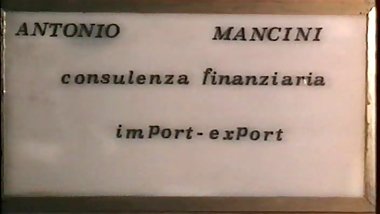 ANTONIO MANCINI
consulenza finanziaria
imPort-exPort